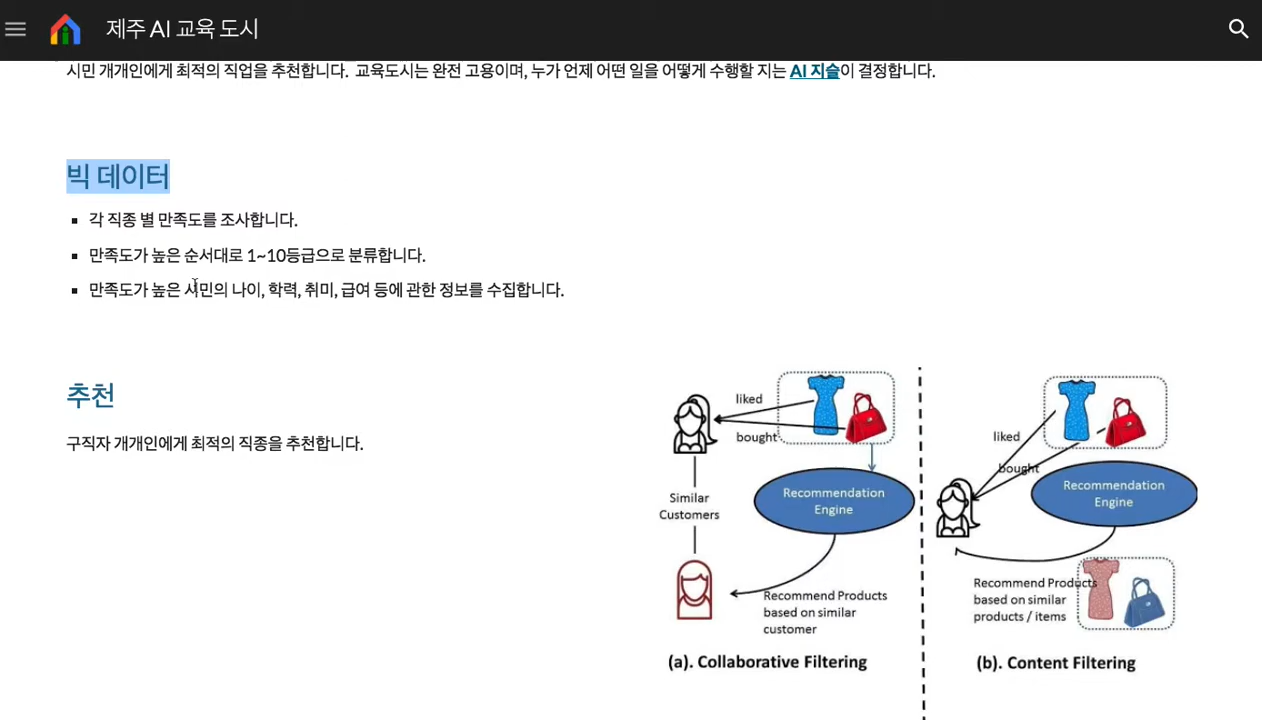 제주 AI 교육 도시
시민 개개인에게 최적의 직업을 추천합니다. 교육도시는 완전 고용이며, 누가 언제 어떤 일을 어떻게 수행할 지는 AI 지슬이 결정합니다.
빅 데이터
각 직종 별 만족도를 조사합니다.
만족도가 높은 순서대로 1~10등급으로 분류합니다.
만족도가 높은 시민의 나이, 학력, 취미, 급여 등에 관한 정보를 수집합니다.
추천
구직자 개개인에게 최적의 직종을 추천합니다.
liked
bought
Similar
Customers
Recommendation
Engine
Recommend Products
based on similar
customer
(a). Collaborative Filtering
liked
bought
Recommendation
Engine
Recommend Products
based on similar
products / items
(b). Content Filtering